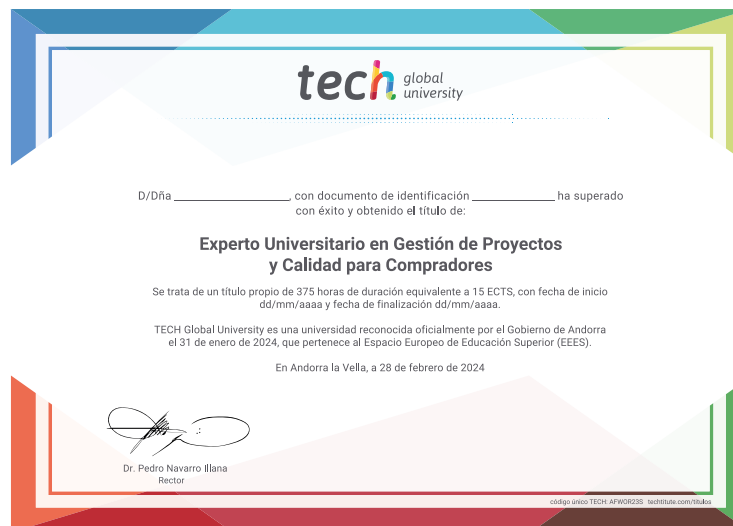 tech global university
D/Dña ____________________, con documento de identificación ______________ ha superado
con éxito y obtenido el título de:
Experto Universitario en Gestión de Proyectos
y Calidad para Compradores
Se trata de un título propio de 375 horas de duración equivalente a 15 ECTS, con fecha de inicio
dd/mm/aaaa y fecha de finalización dd/mm/aaaa.
TECH Global University es una universidad reconocida oficialmente por el Gobierno de Andorra
el 31 de enero de 2024, que pertenece al Espacio Europeo de Educación Superior (EEES).
En Andorra la Vella, a 28 de febrero de 2024
Dr. Pedro Navarro Illana
Rector
código único TECH: AFWOR23S techtitute.com/titulos